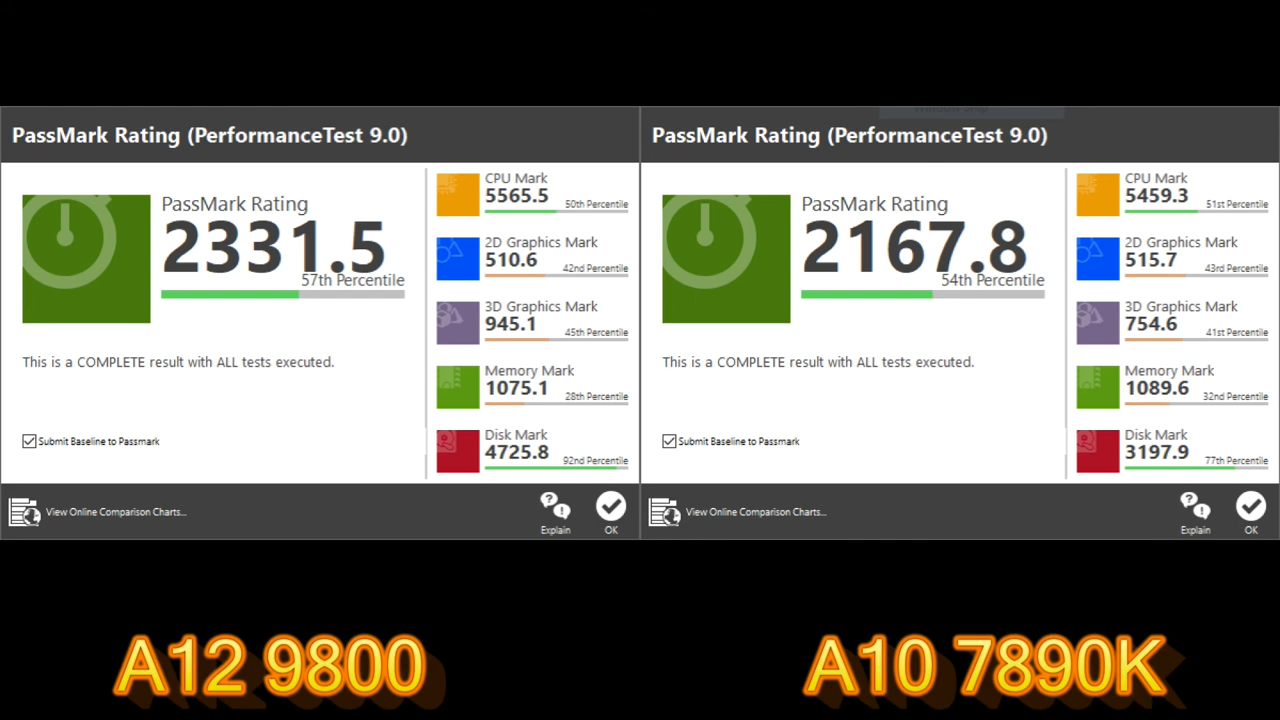 PassMark Rating (PerformanceTest 9.0)
PassMark Rating
2331.5
57th Percentile
This is a COMPLETE result with ALL tests executed.
Submit Baseline to Passmark
CPU Mark
5565.5
50th Percentile
2D Graphics Mark
510.6
42nd Percentile
3D Graphics Mark
945.1
45th Percentile
Memory Mark
1075.1
28th Percentile
Disk Mark
4725.8
92nd Percentile
View Online Comparison Charts...
Explain
OK
PassMark Rating (PerformanceTest 9.0)
PassMark Rating
2167.8
54th Percentile
This is a COMPLETE result with ALL tests executed.
Submit Baseline to Passmark
CPU Mark
5459.3
51st Percentile
2D Graphics Mark
515.7
43rd Percentile
3D Graphics Mark
754.6
41st Percentile
Memory Mark
1089.6
32nd Percentile
Disk Mark
3197.9
77th Percentile
View Online Comparison Charts...
Explain
OK
A12 9800
A10 7890K